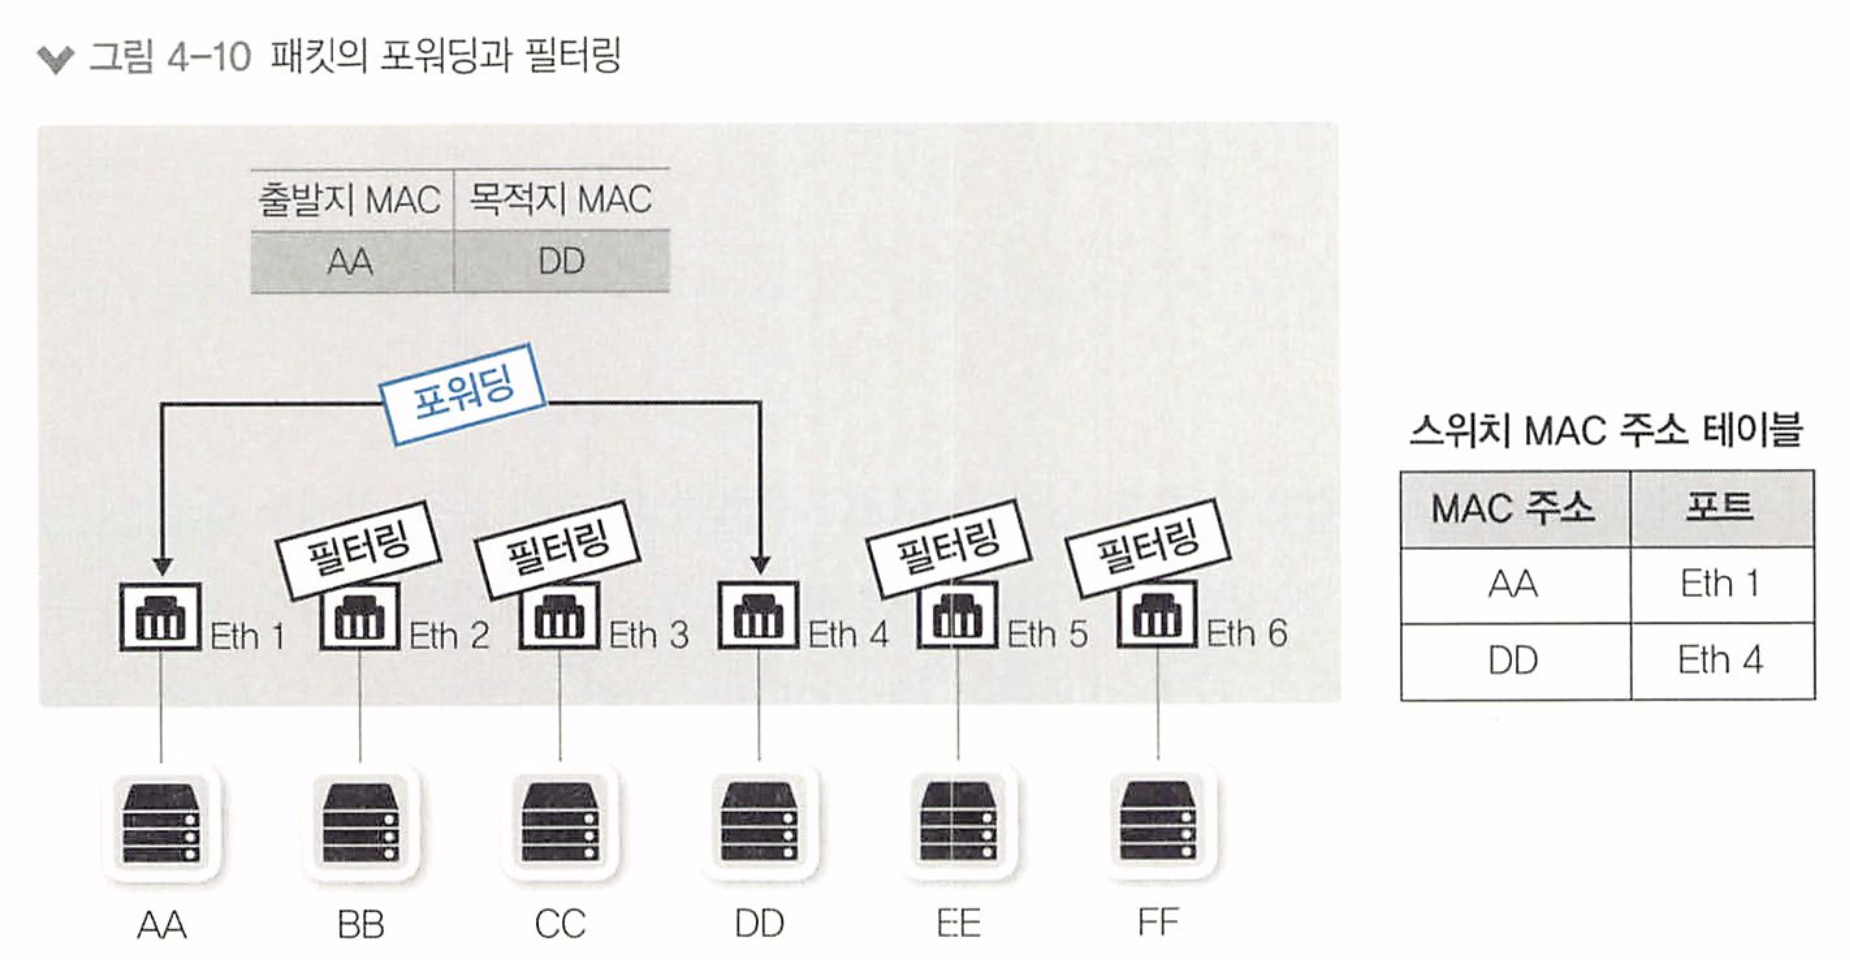 그림 4-10 패킷의 포워딩과 필터링
출발지 MAC 목적지 MAC
AA DD
포워딩
필터링 필터링 필터링 필터링
Eth 1 Eth 2 Eth 3 Eth 4 Eth 5 Eth 6
AA BB CC DD EE FF
스위치 MAC 주소 테이블
MAC 주소 포트
AA Eth 1
DD Eth 4